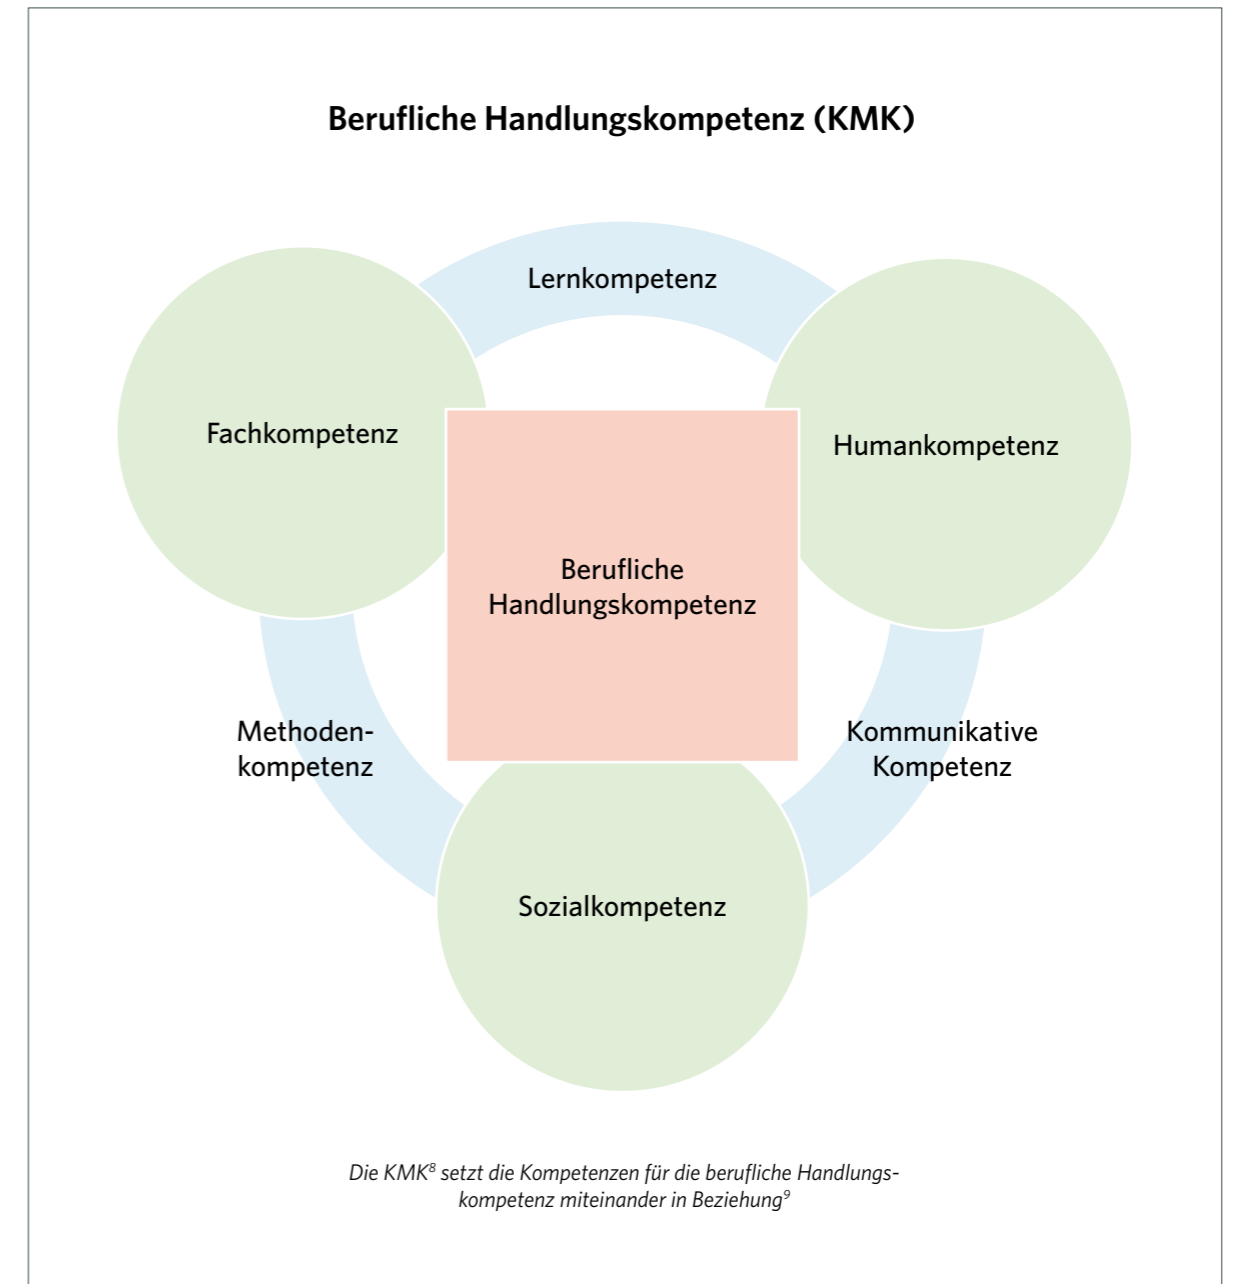 Berufliche Handlungskompetenz (KMK)
Lernkompetenz
Fachkompetenz
Humankompetenz
Berufliche
Handlungskompetenz
Methoden-
kompetenz
Kommunikative
Kompetenz
Sozialkompetenz
Die KMK⁸ setzt die Kompetenzen für die berufliche Handlungs-
kompetenz miteinander in Beziehung⁹